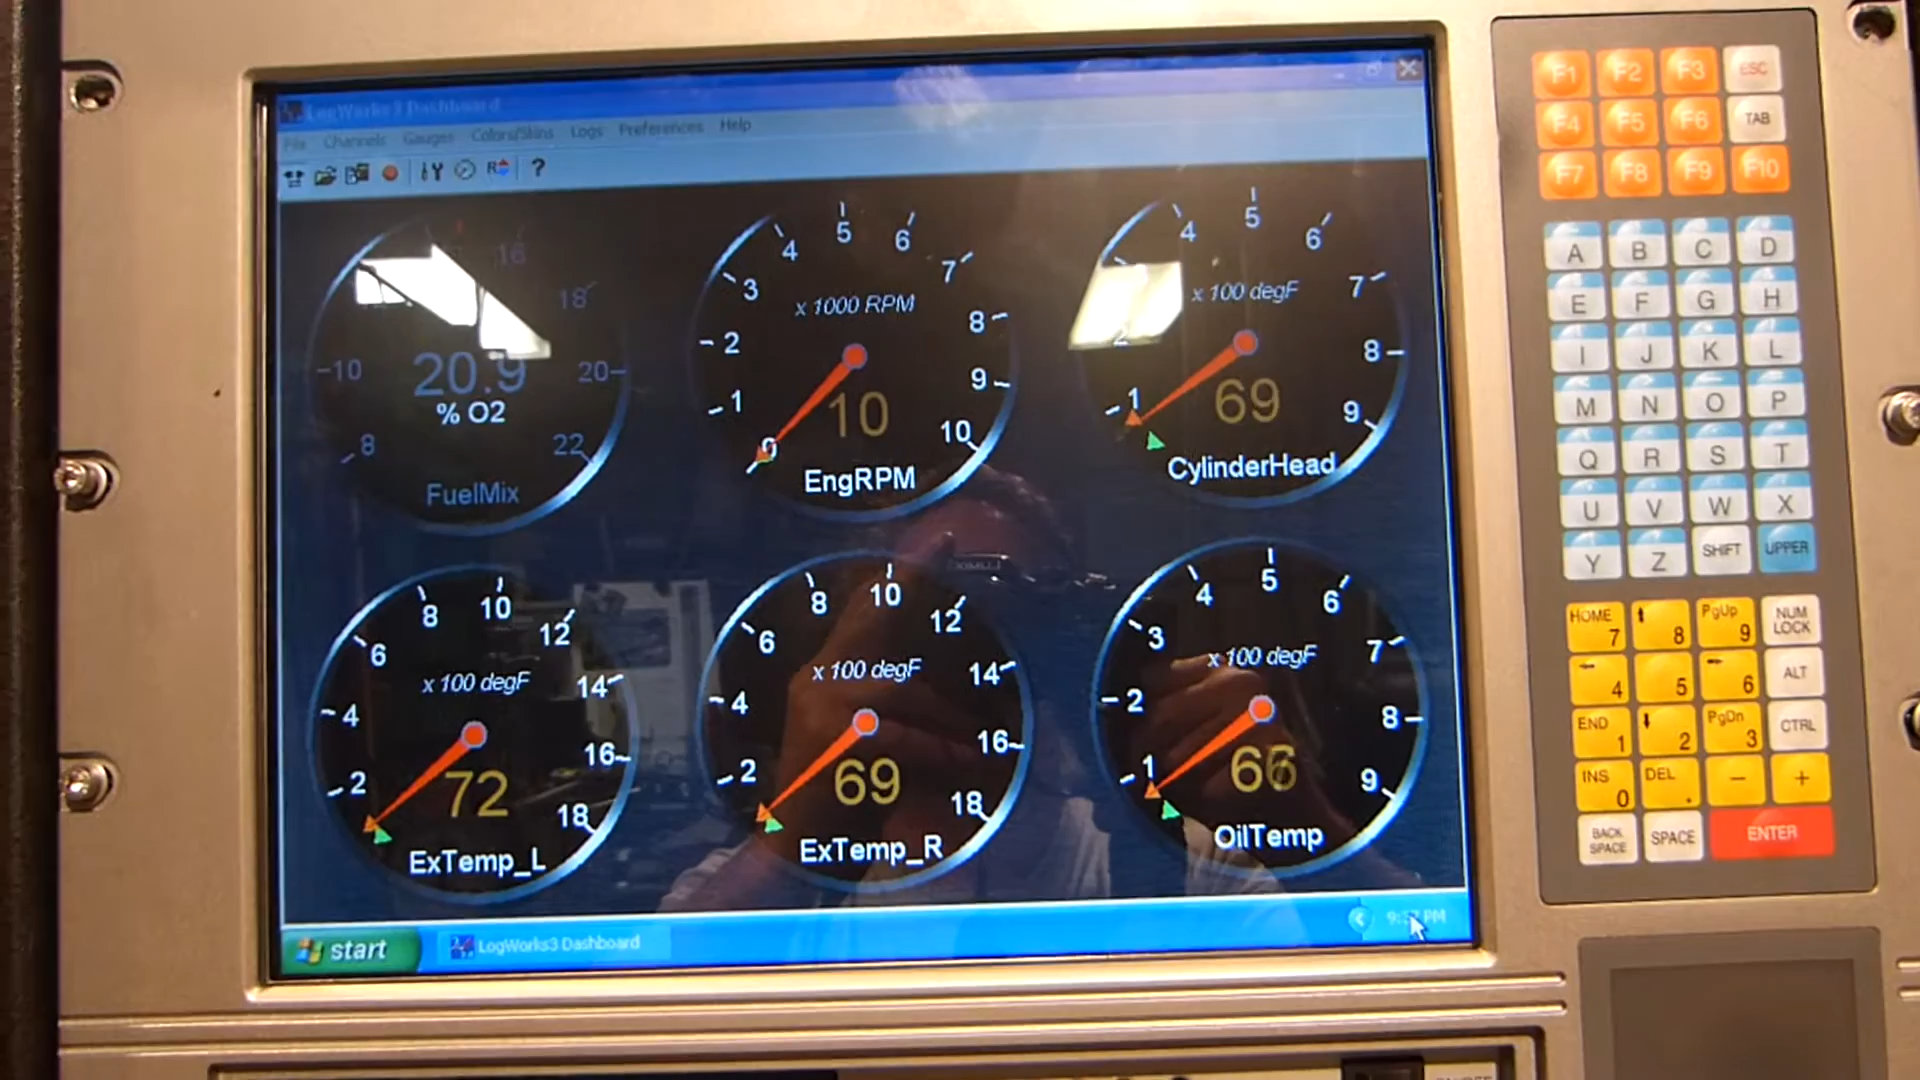 LogWorks3 Dashboard
File Channels Gauges Colors/Skins Logs Preferences Help
R ?
16
18
20
22
10
8
20.9
% O2
FuelMix
0 1 2 3 4 5 6 7 8 9 10
x 1000 RPM
10
EngRPM
1 2 4 5 6 7 8 9
x 100 degF
69
CylinderHead
2 4 6 8 10 12 14 16 18
x 100 degF
72
ExTemp_L
2 4 6 8 10 12 14 16 18
x 100 degF
69
ExTemp_R
1 2 3 4 5 6 7 8 9
x 100 degF
OilTemp
start
LogWorks3 Dashboard
PM
F1 F2 F3 ESC
F4 F5 F6 TAB
F7 F8 F9 F10
A B C D
E F G H
I J K L
M N O P
Q R S T
U V W X
Y Z SHIFT UPPER
HOME 7 8 PgUp 9 NUM LOCK
4 5 6 ALT
END 1 2 PgDn 3 CTRL
INS 0 DEL . - +
BACK SPACE SPACE ENTER